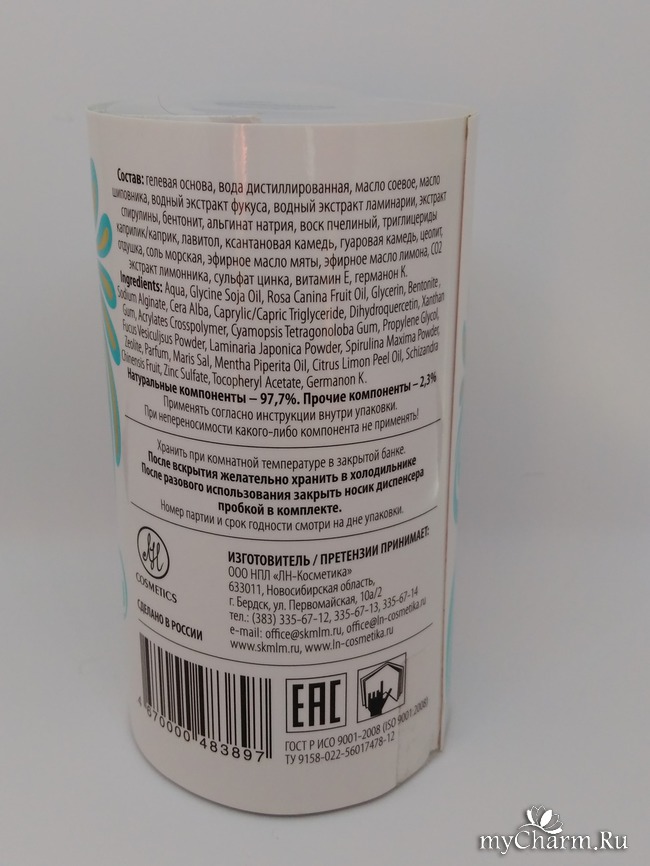 Состав: гелевая основа, вода дистиллированная, масло соевое, масло
шиповника, водный экстракт фукуса, водный экстракт ламинарии, экстракт
спирулины, бентонит, альгинат натрия, воск пчелиный, триглицериды
каприлик/каприк, лавитол, ксантановая камедь, гуаровая камедь, цеолит,
отдушка, соль морская, эфирное масло мяты, эфирное масло лимона, СО2
экстракт лимонника, сульфат цинка, витамин Е, германон К.
Ingredients: Aqua, Glycine Soja Oil, Rosa Canina Fruit Oil, Glycerin, Bentonite,
Sodium Alginate, Cera Alba, Caprylic/Capric Triglyceride, Dihydroquercetin, Xanthan
Gum, Acrylates Crosspolymer, Cyamopsis Tetragonoloba Gum, Propylene Glycol,
Fucus Vesiculjsus Powder, Laminaria Japonica Powder, Spirulina Maxima Powder,
Zeolite, Parfum, Maris Sal, Mentha Piperita Oil, Citrus Limon Peel Oil, Schizandra
Chinensis Fruit, Zinc Sulfate, Tocopheryl Acetate, Germanon K.
Натуральные компоненты – 97,7%. Прочие компоненты – 2,3%
Применять согласно инструкции внутри упаковки.
При непереносимости какого-либо компонента не применять!
Хранить при комнатной температуре в закрытой банке.
После вскрытия желательно хранить в холодильнике
После разового использования закрыть носик диспенсера
пробкой в комплекте.
Номер партии и срок годности смотри на дне упаковки.
COSMETICS
СДЕЛАНО В РОССИИ
ИЗГОТОВИТЕЛЬ / ПРЕТЕНЗИИ ПРИНИМАЕТ:
ООО НПЛ «ЛН-Косметика»
633011, Новосибирская область,
г. Бердск, ул. Первомайская, 10а/2
тел.: (383) 335-67-12, 335-67-13, 335-67-14
e-mail: office@skmlm.ru, office@ln-cosmetika.ru
www.skmlm.ru, www.ln-cosmetika.ru
4 670000 483897
EAC
ГОСТ Р ИСО 9001-2008 (ISO 9001:2008)
ТУ 9158-022-56017478-12
myCharm.Ru